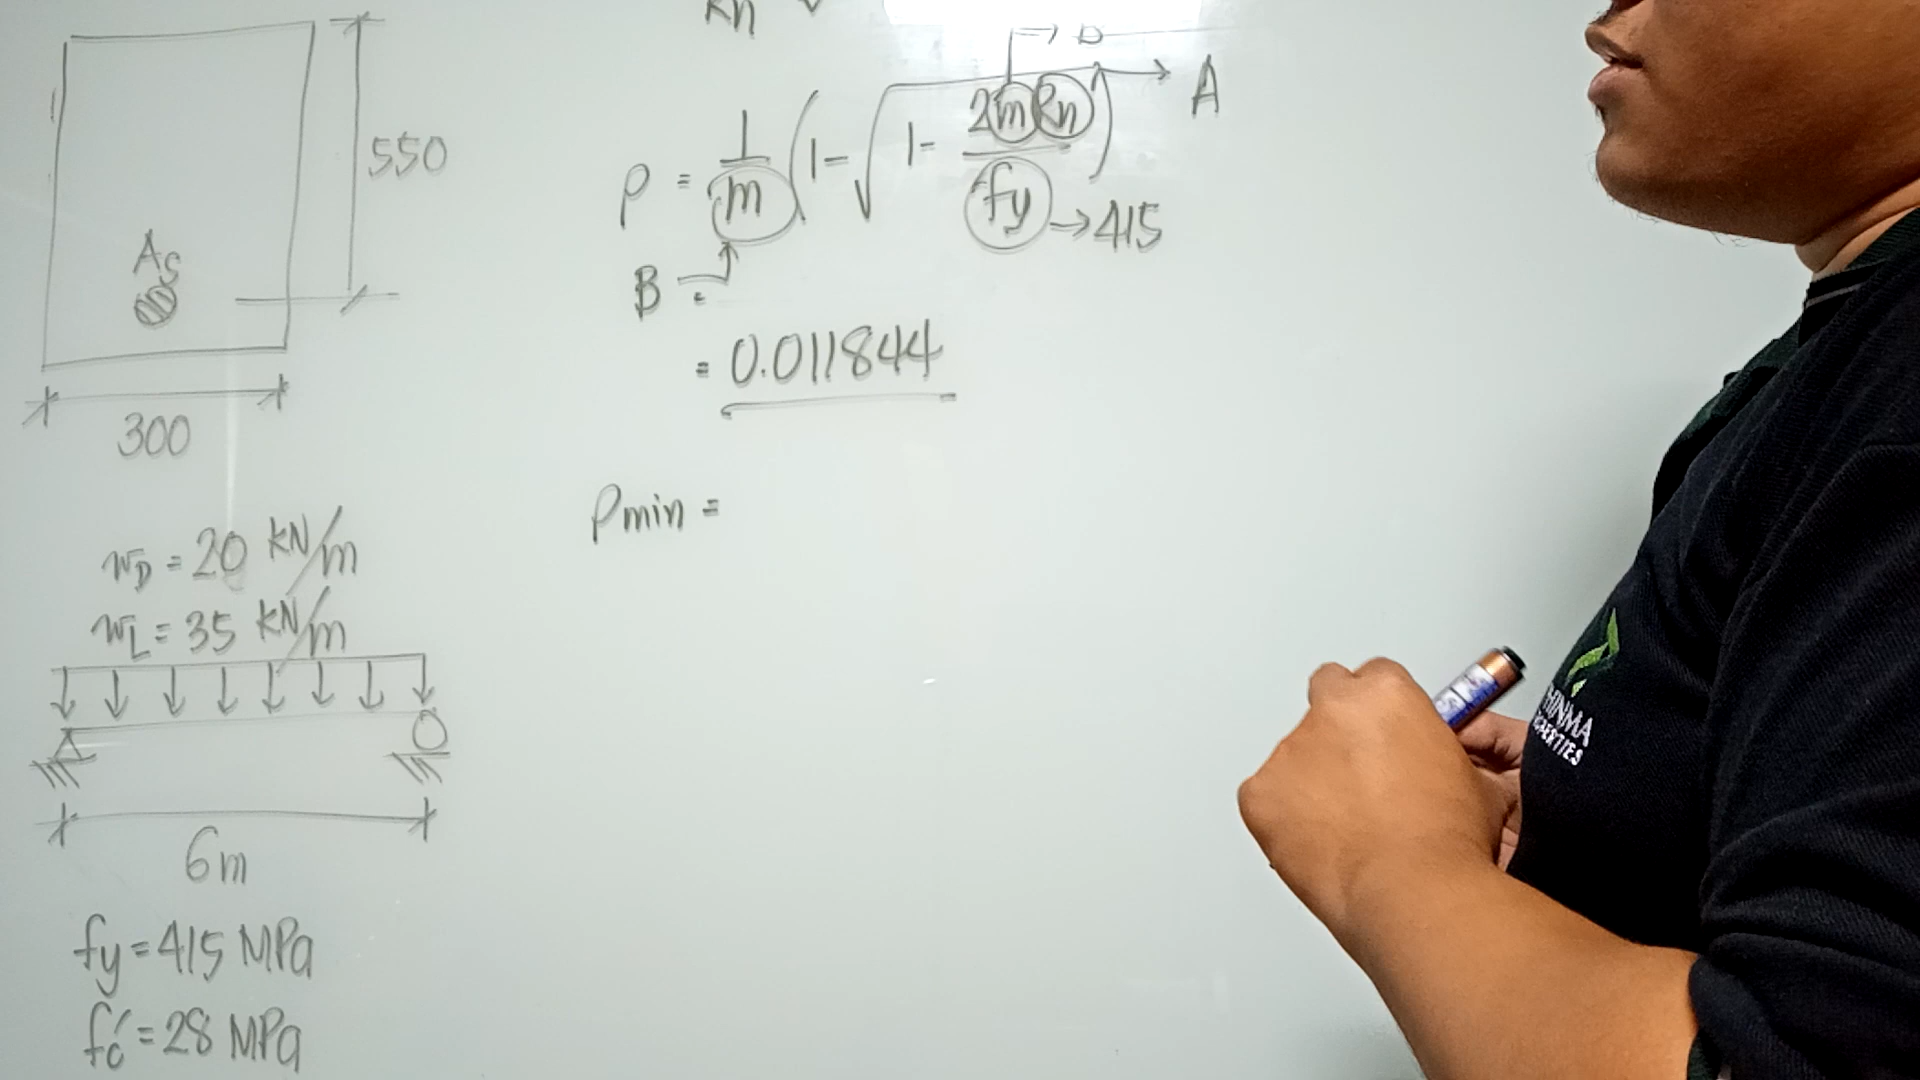 Rn
550
As
300
wD = 20 kN/m
wL = 35 kN/m
6m
fy = 415 MPa
fc' = 28 MPa
→ B
ρ = 1/m (1 - √(1 - 2mRn/fy)) → A
→ 415
B
= 0.011844
ρmin =